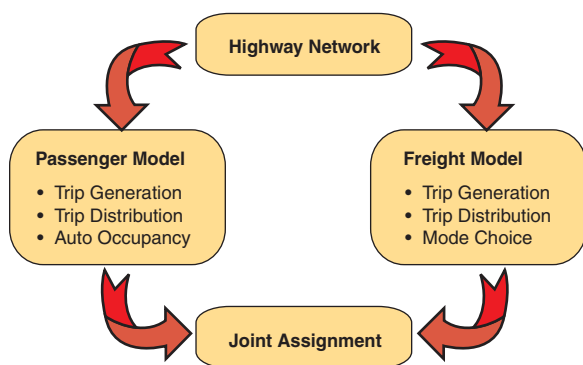 Highway Network
Passenger Model
• Trip Generation
• Trip Distribution
• Auto Occupancy
Freight Model
• Trip Generation
• Trip Distribution
• Mode Choice
Joint Assignment